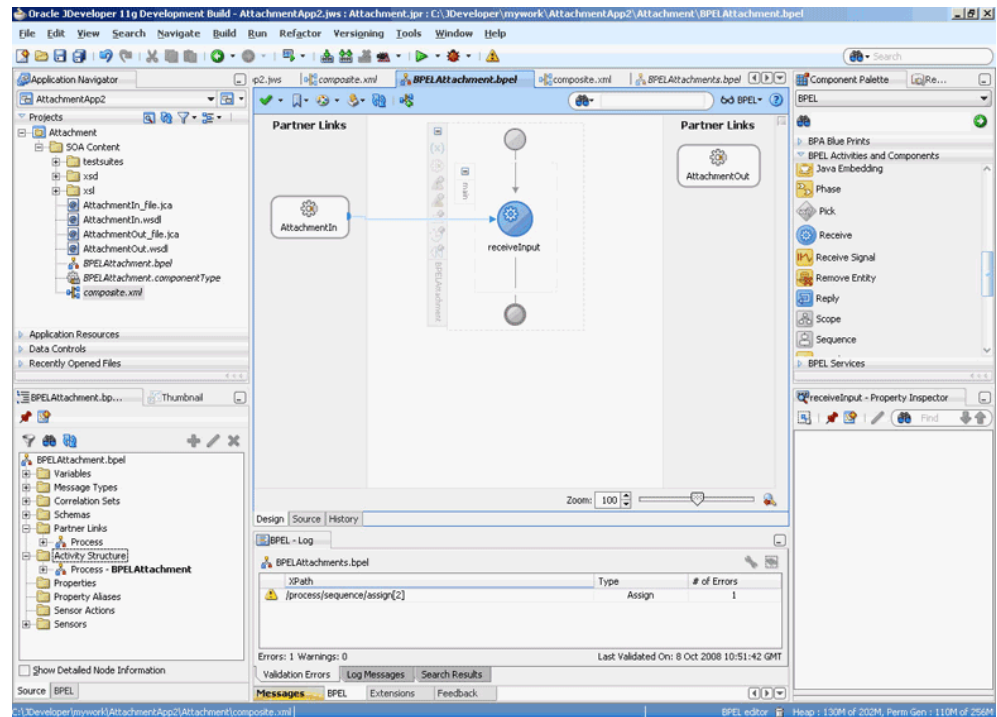 Oracle JDeveloper 11g Development Build - AttachmentApp2.jws : Attachment.jpr : C:\JDeveloper\mywork\AttachmentApp2\Attachment\BPELAttachment.bpel
File Edit View Search Navigate Build Run Refactor Versioning Tools Window Help
Search
Application Navigator
AttachmentApp2
Projects
Attachment
SOA Content
testsuites
xsd
xsl
AttachmentIn_file.jca
AttachmentIn.wsdl
AttachmentOut_file.jca
AttachmentOut.wsdl
BPELAttachment.bpel
BPELAttachment.componentType
composite.xml
Application Resources
Data Controls
Recently Opened Files
BPELAttachment.bp... Thumbnail
BPELAttachment.bpel
Variables
Message Types
Correlation Sets
Schemas
Partner Links
Process
Activity Structure
Process - BPELAttachment
Properties
Property Aliases
Sensor Actions
Sensors
Show Detailed Node Information
Source BPEL
p2.jws composite.xml BPELAttachment.bpel composite.xml BPELAttachments.bpel
BPEL
Partner Links Partner Links
main
AttachmentOut
AttachmentIn
receiveInput
BPELAttachment
Zoom: 100
Design Source History
BPEL - Log
BPELAttachments.bpel
XPath Type # of Errors
/process/sequence/assign[2] Assign 1
Errors: 1 Warnings: 0 Last Validated On: 8 Oct 2008 10:51:42 GMT
Validation Errors Log Messages Search Results
Messages BPEL Extensions Feedback
Component Palette Re...
BPEL
BPA Blue Prints
BPEL Activities and Components
Java Embedding
Phase
Pick
Receive
Receive Signal
Remove Entity
Reply
Scope
Sequence
BPEL Services
receiveInput - Property Inspector
Find
C:\JDeveloper\mywork\AttachmentApp2\Attachment\composite.xml BPEL editor Heap : 130M of 202M, Perm Gen : 110M of 256M